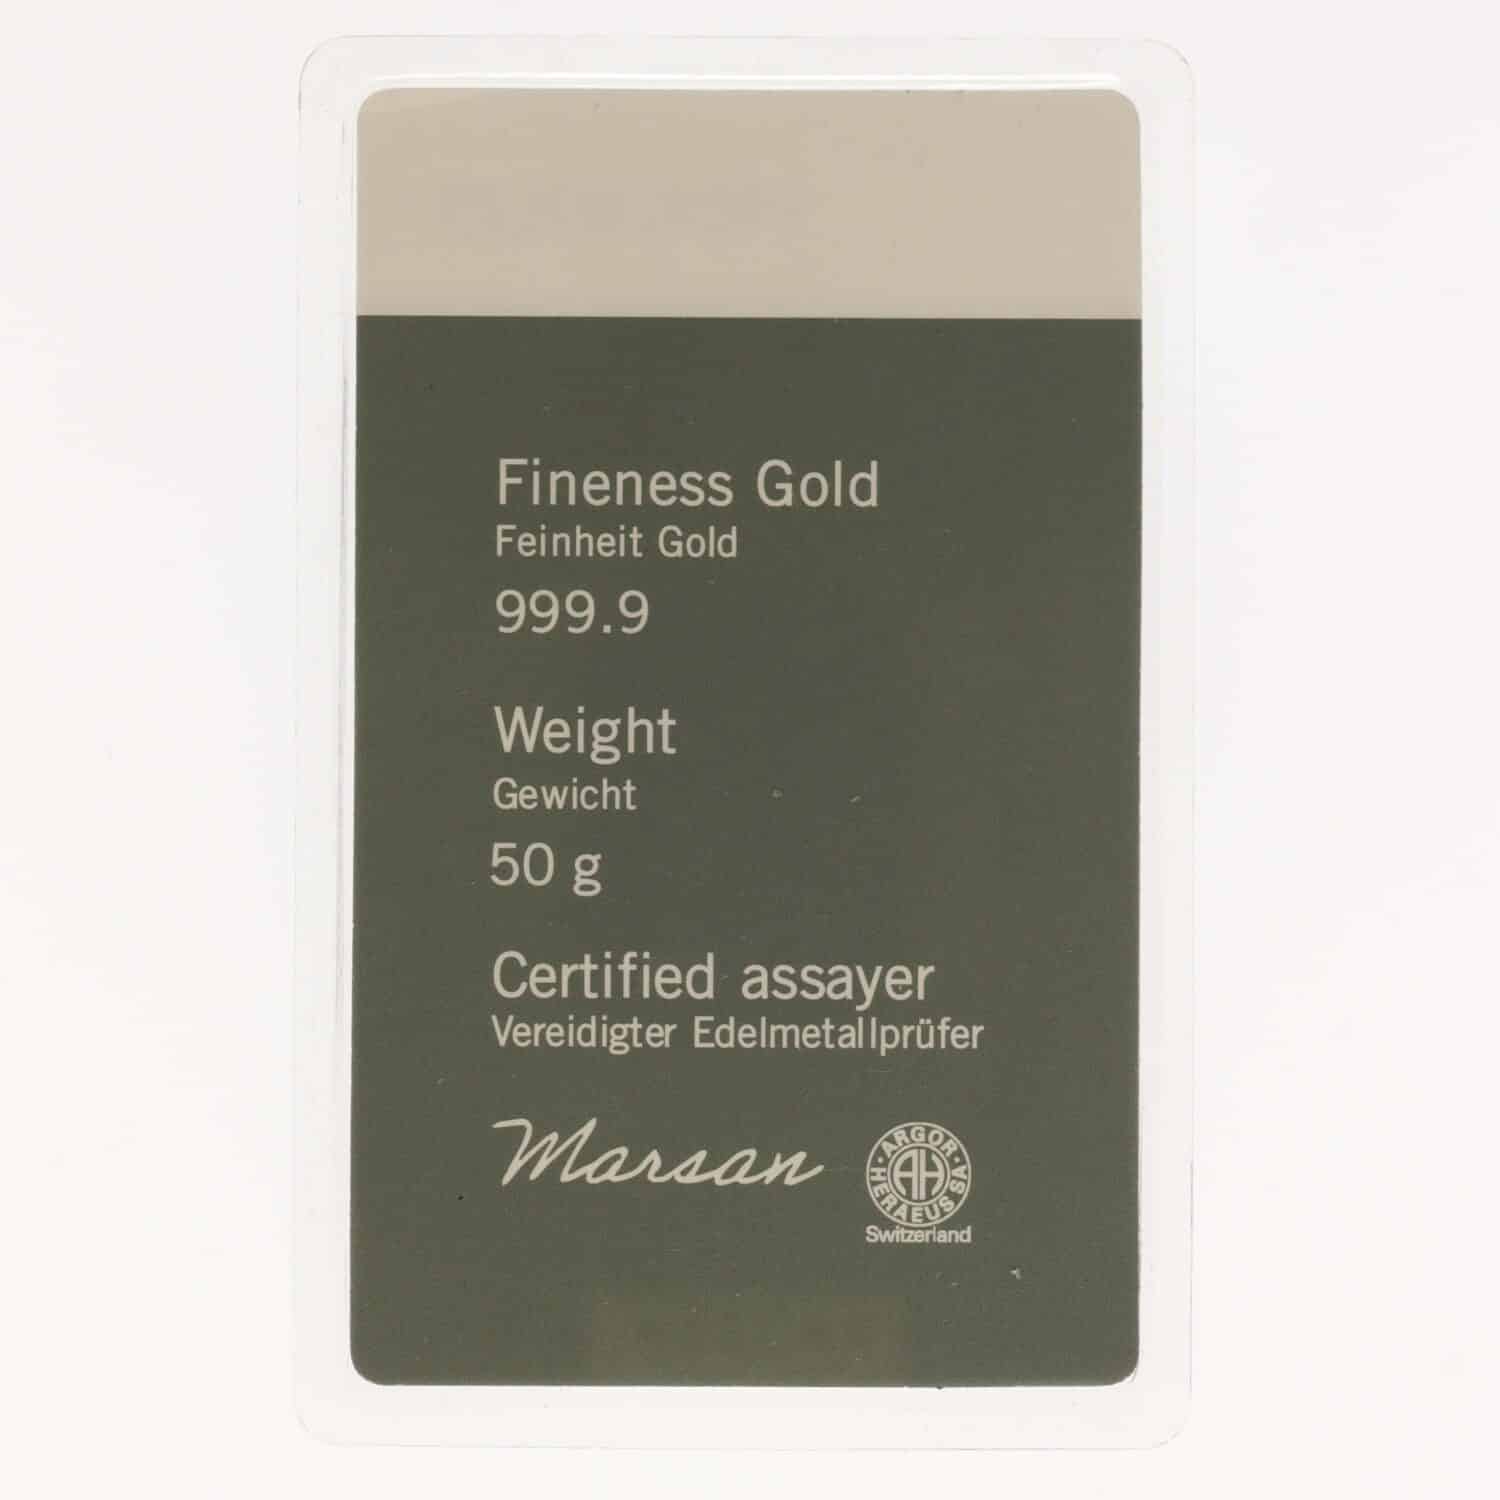 Fineness Gold
Feinheit Gold
999.9
Weight
Gewicht
50 g
Certified assayer
Vereidigter Edelmetallprüfer
Marsan
ARGOR
HERAEUS SA
AH
Switzerland